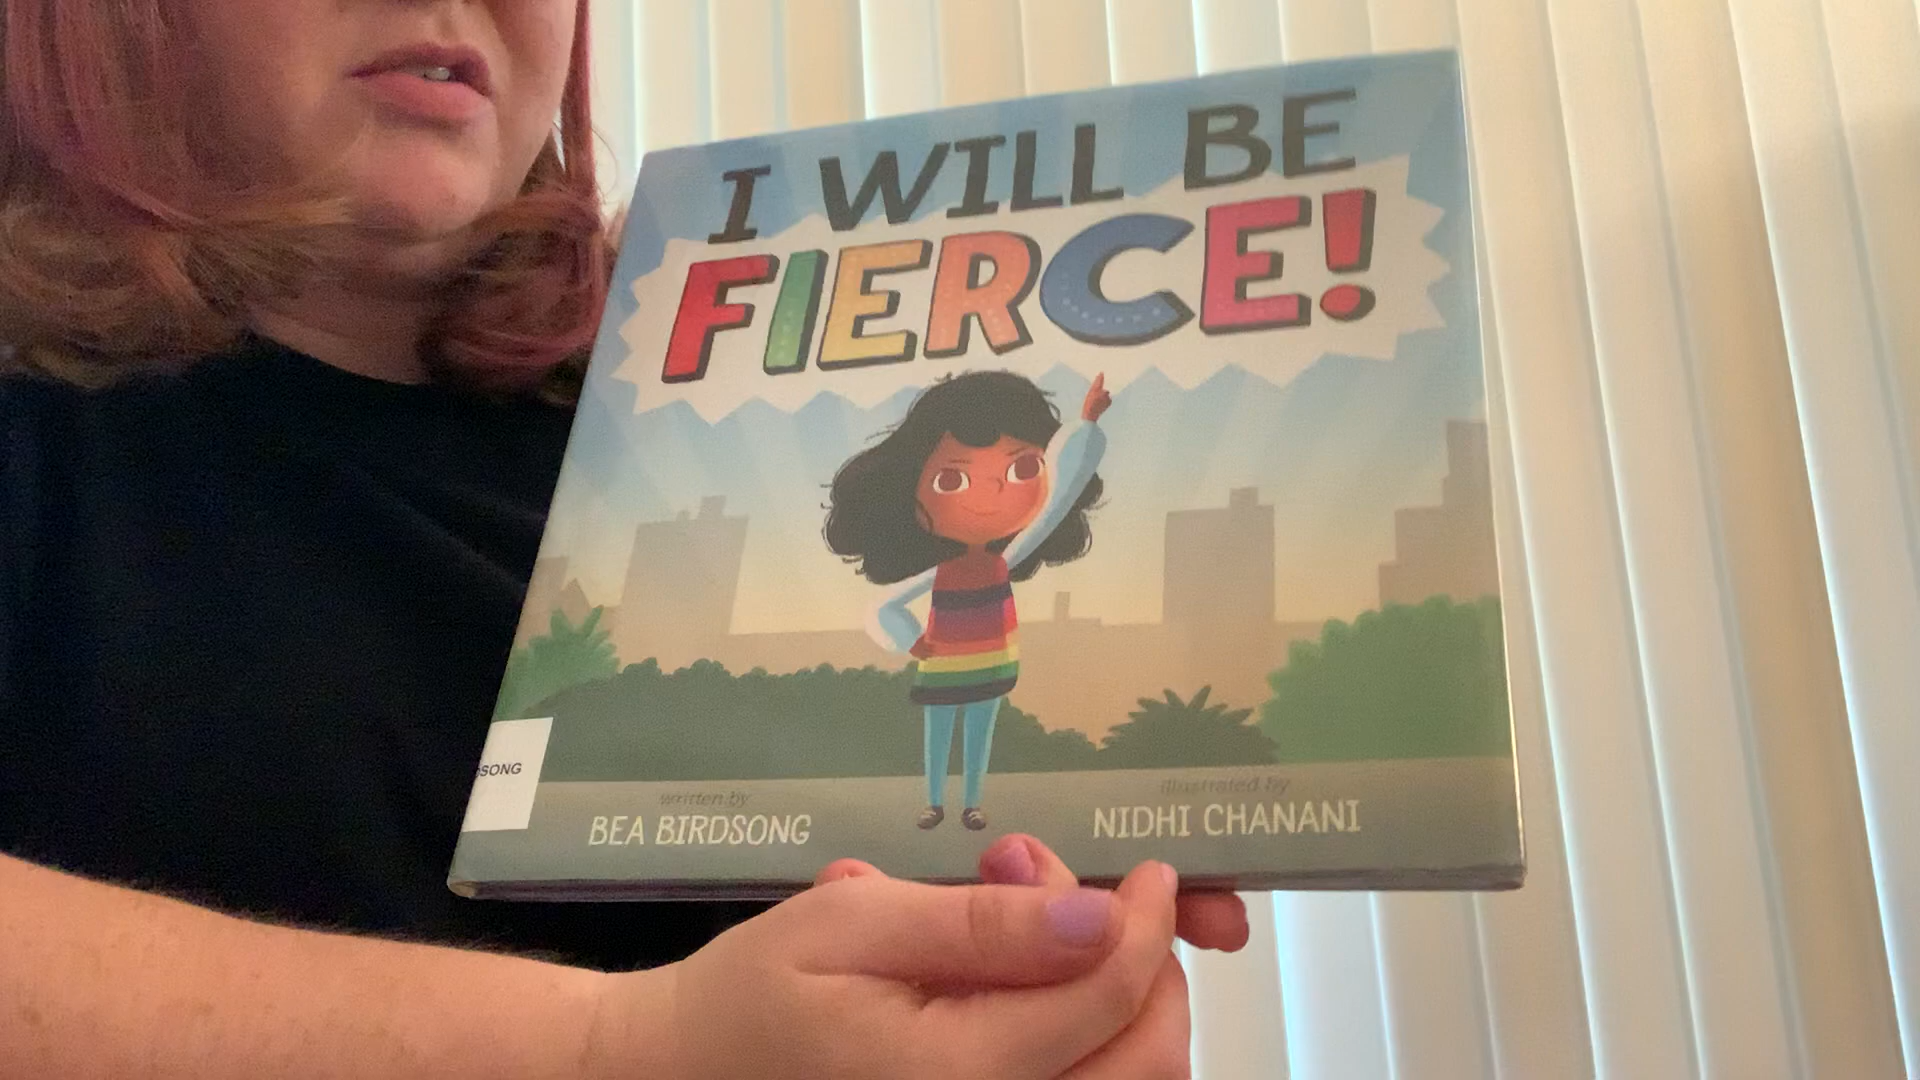 I WILL BE
FIERCE!
SONG
written by
BEA BIRDSONG
illustrated by
NIDHI CHANANI